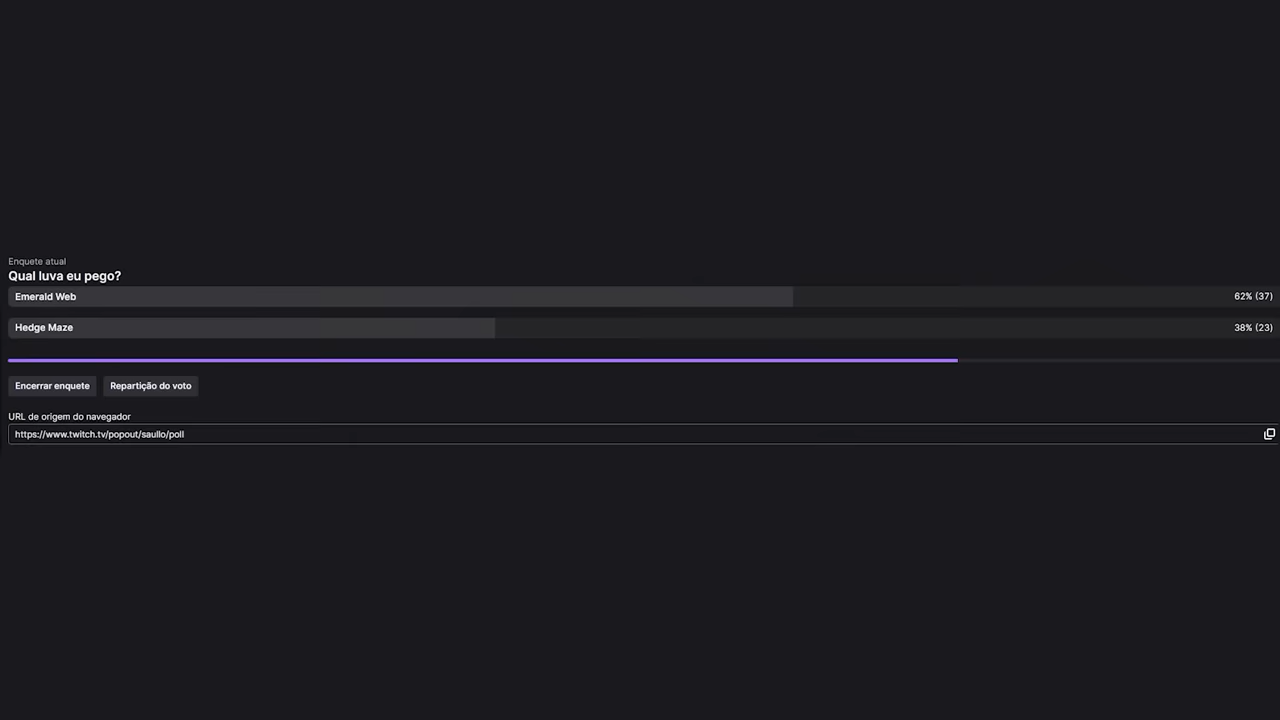 Enquete atual
Qual luva eu pego?
Emerald Web 62% (37)
Hedge Maze 38% (23)
Encerrar enquete Repartição do voto
URL de origem do navegador
https://www.twitch.tv/popout/saullo/poll